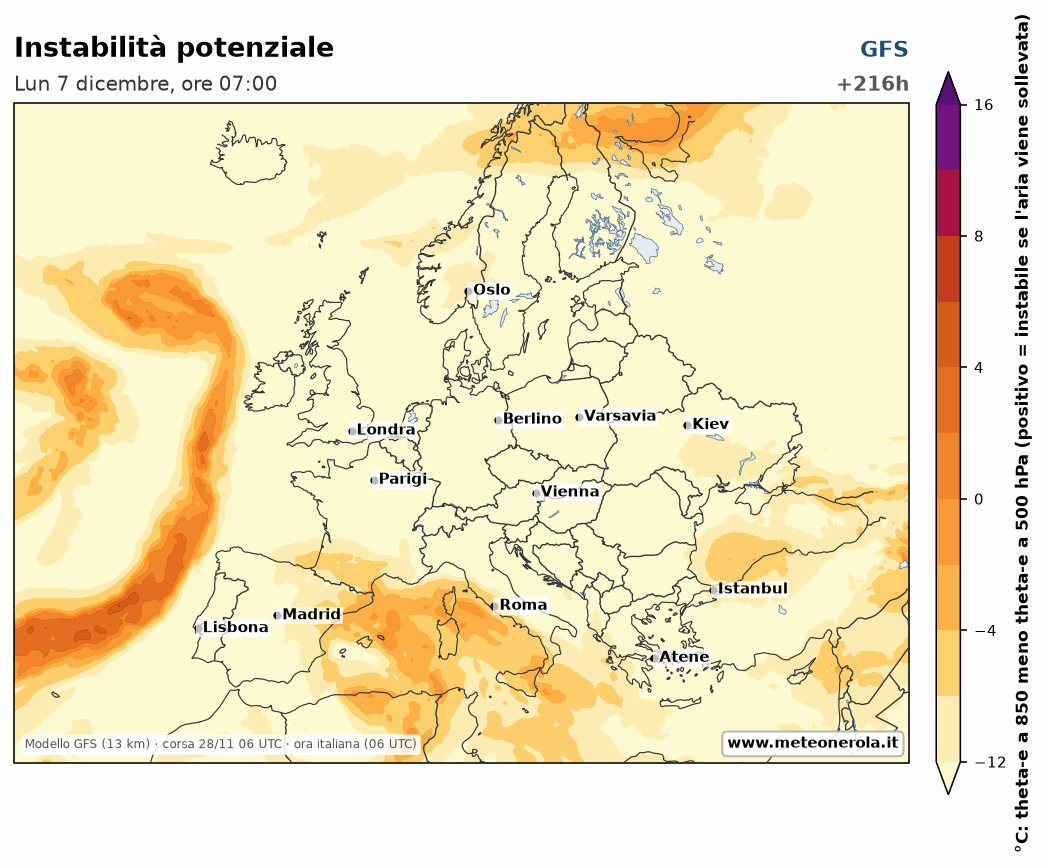 Instabilità potenziale
GFS
Lun 7 dicembre, ore 07:00
+216h
Oslo
Londra
Berlino
Varsavia
Kiev
Parigi
Vienna
Istanbul
Roma
Madrid
Lisbona
Atene
Modello GFS (13 km) · corsa 28/11 06 UTC · ora italiana (06 UTC)
www.meteonerola.it
16
8
4
0
−4
−12
°C: theta-e a 850 meno theta-e a 500 hPa (positivo = instabile se l'aria viene sollevata)